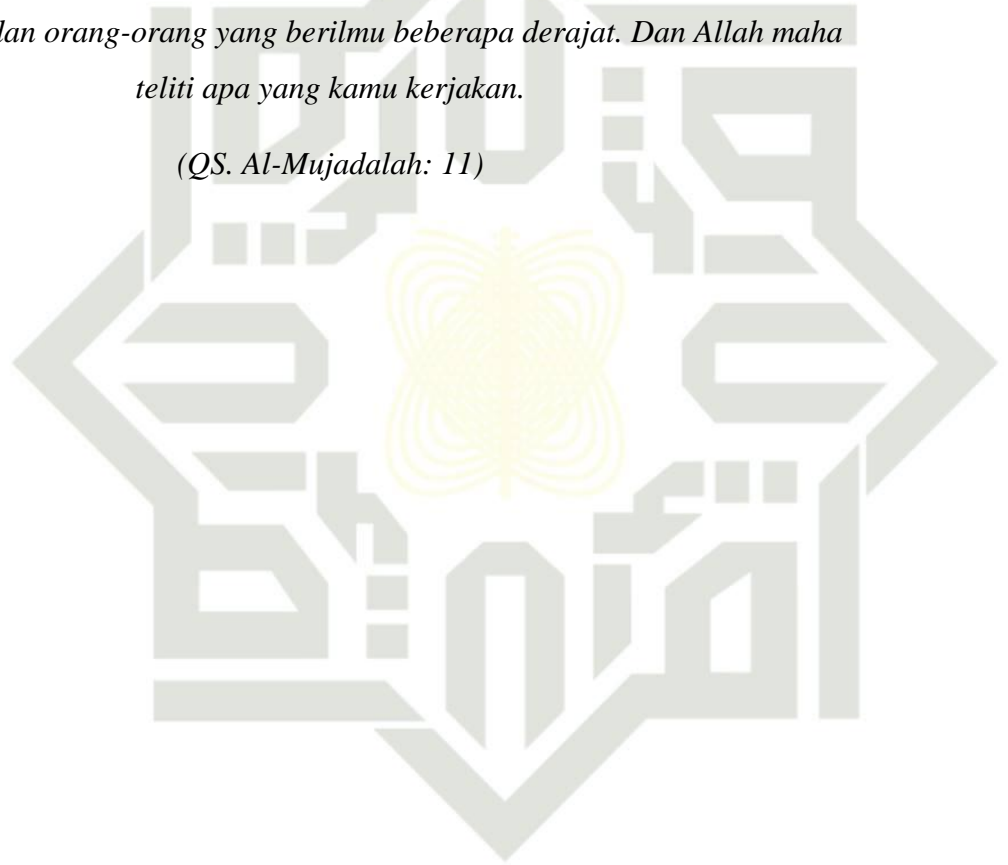 dan orang-orang yang berilmu beberapa derajat. Dan Allah maha
teliti apa yang kamu kerjakan.
(QS. Al-Mujadalah: 11)